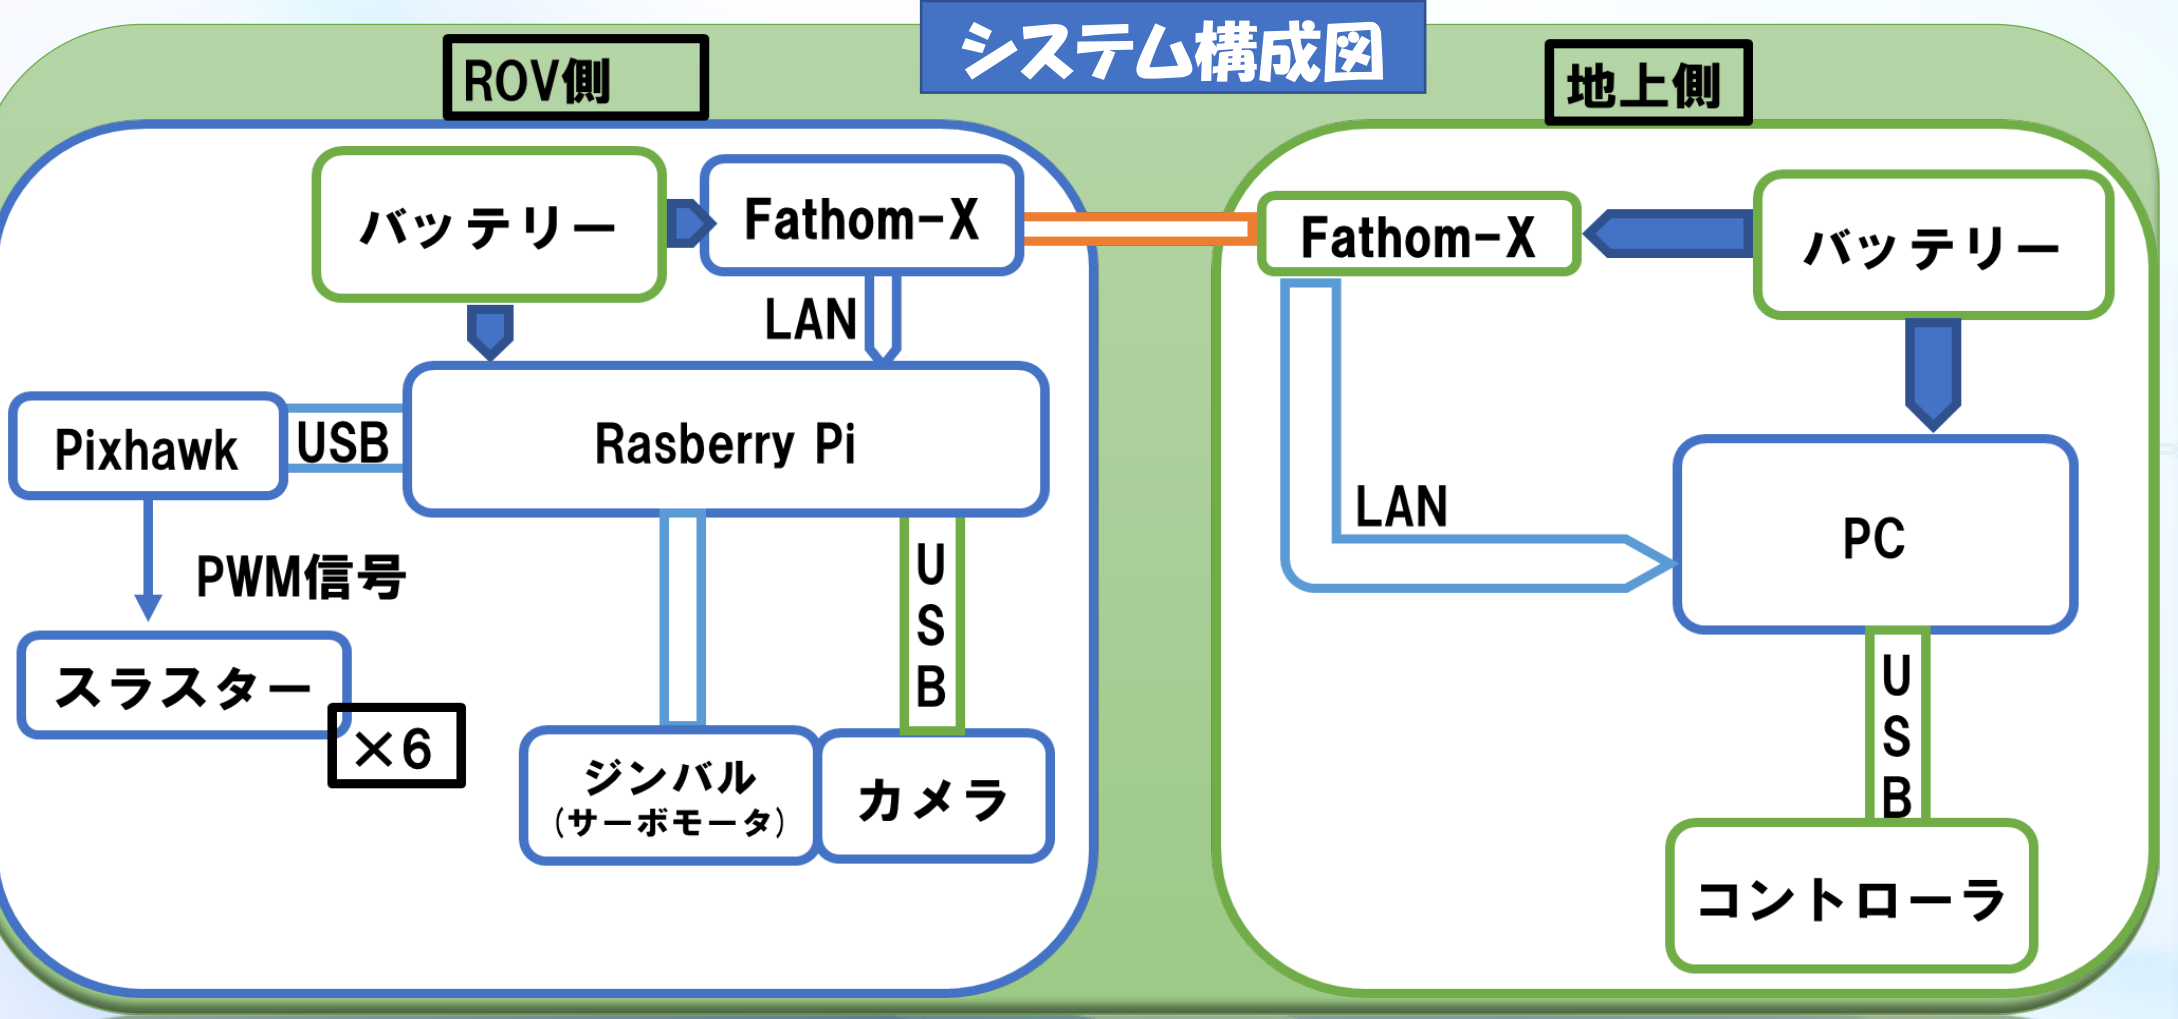 システム構成図
ROV側
地上側
バッテリー
Fathom-X
Fathom-X
バッテリー
LAN
Pixhawk
USB
Rasberry Pi
LAN
PC
PWM信号
USB
スラスター
×6
USB
ジンバル
(サーボモータ)
カメラ
コントローラ